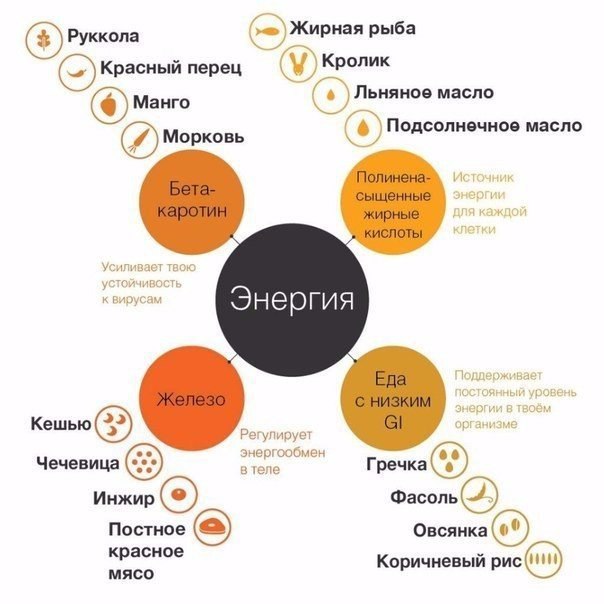 Руккола
Красный перец
Манго
Морковь
Жирная рыба
Кролик
Льняное масло
Подсолнечное масло
Бета-
каротин
Усиливает твою
устойчивость
к вирусам
Полинена-
сыщенные
жирные
кислоты
Источник
энергии
для каждой
клетки
Энергия
Железо
Регулирует
энергообмен
в теле
Кешью
Чечевица
Инжир
Постное
красное
мясо
Еда
с низким
GI
Поддерживает
постоянный уровень
энергии в твоём
организме
Гречка
Фасоль
Овсянка
Коричневый рис